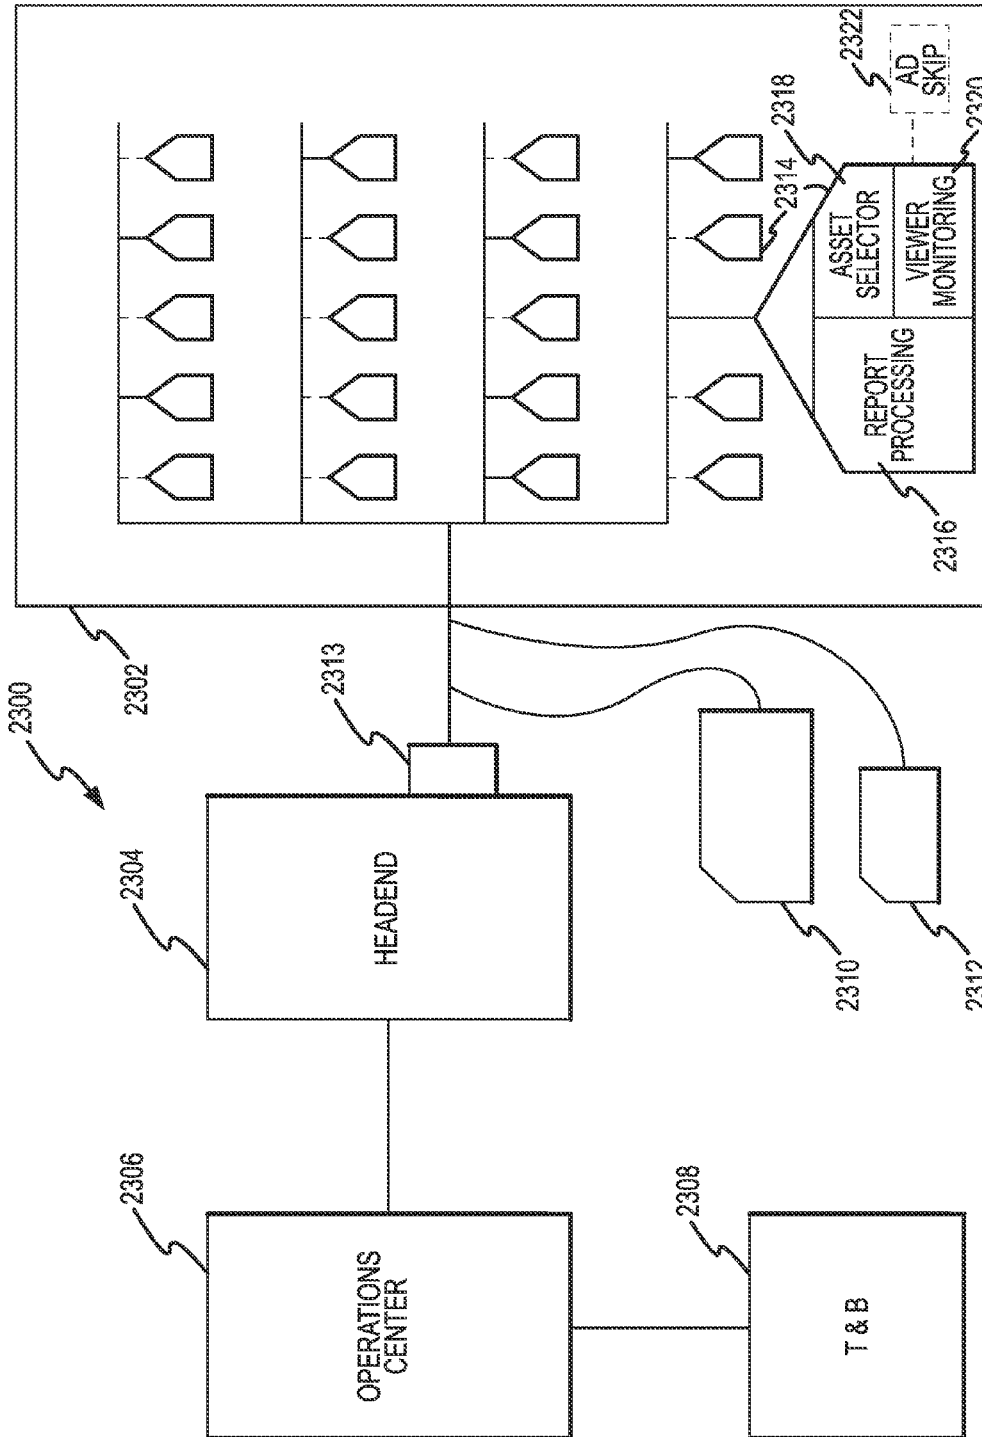 2300
2302
2306
2304
2313
OPERATIONS
CENTER
HEADEND
2308
T & B
2310
2312
2314
2318
2322
AD
SKIP
ASSET
SELECTOR
VIEWER
MONITORING
2320
REPORT
PROCESSING
2316